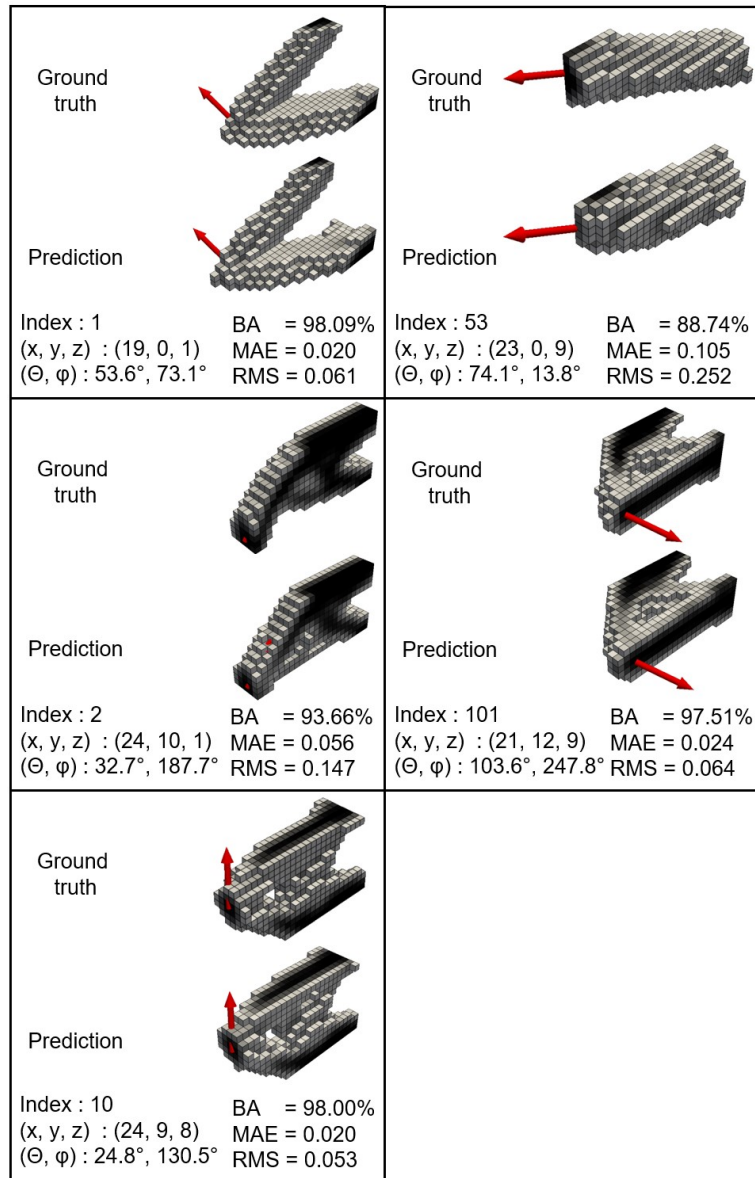 Ground
truth
Prediction
Index : 1
(x, y, z) : (19, 0, 1)
(Θ, φ) : 53.6°, 73.1°
BA = 98.09%
MAE = 0.020
RMS = 0.061
Ground
truth
Prediction
Index : 53
(x, y, z) : (23, 0, 9)
(Θ, φ) : 74.1°, 13.8°
BA = 88.74%
MAE = 0.105
RMS = 0.252
Ground
truth
Prediction
Index : 2
(x, y, z) : (24, 10, 1)
(Θ, φ) : 32.7°, 187.7°
BA = 93.66%
MAE = 0.056
RMS = 0.147
Ground
truth
Prediction
Index : 101
(x, y, z) : (21, 12, 9)
(Θ, φ) : 103.6°, 247.8°
BA = 97.51%
MAE = 0.024
RMS = 0.064
Ground
truth
Prediction
Index : 10
(x, y, z) : (24, 9, 8)
(Θ, φ) : 24.8°, 130.5°
BA = 98.00%
MAE = 0.020
RMS = 0.053